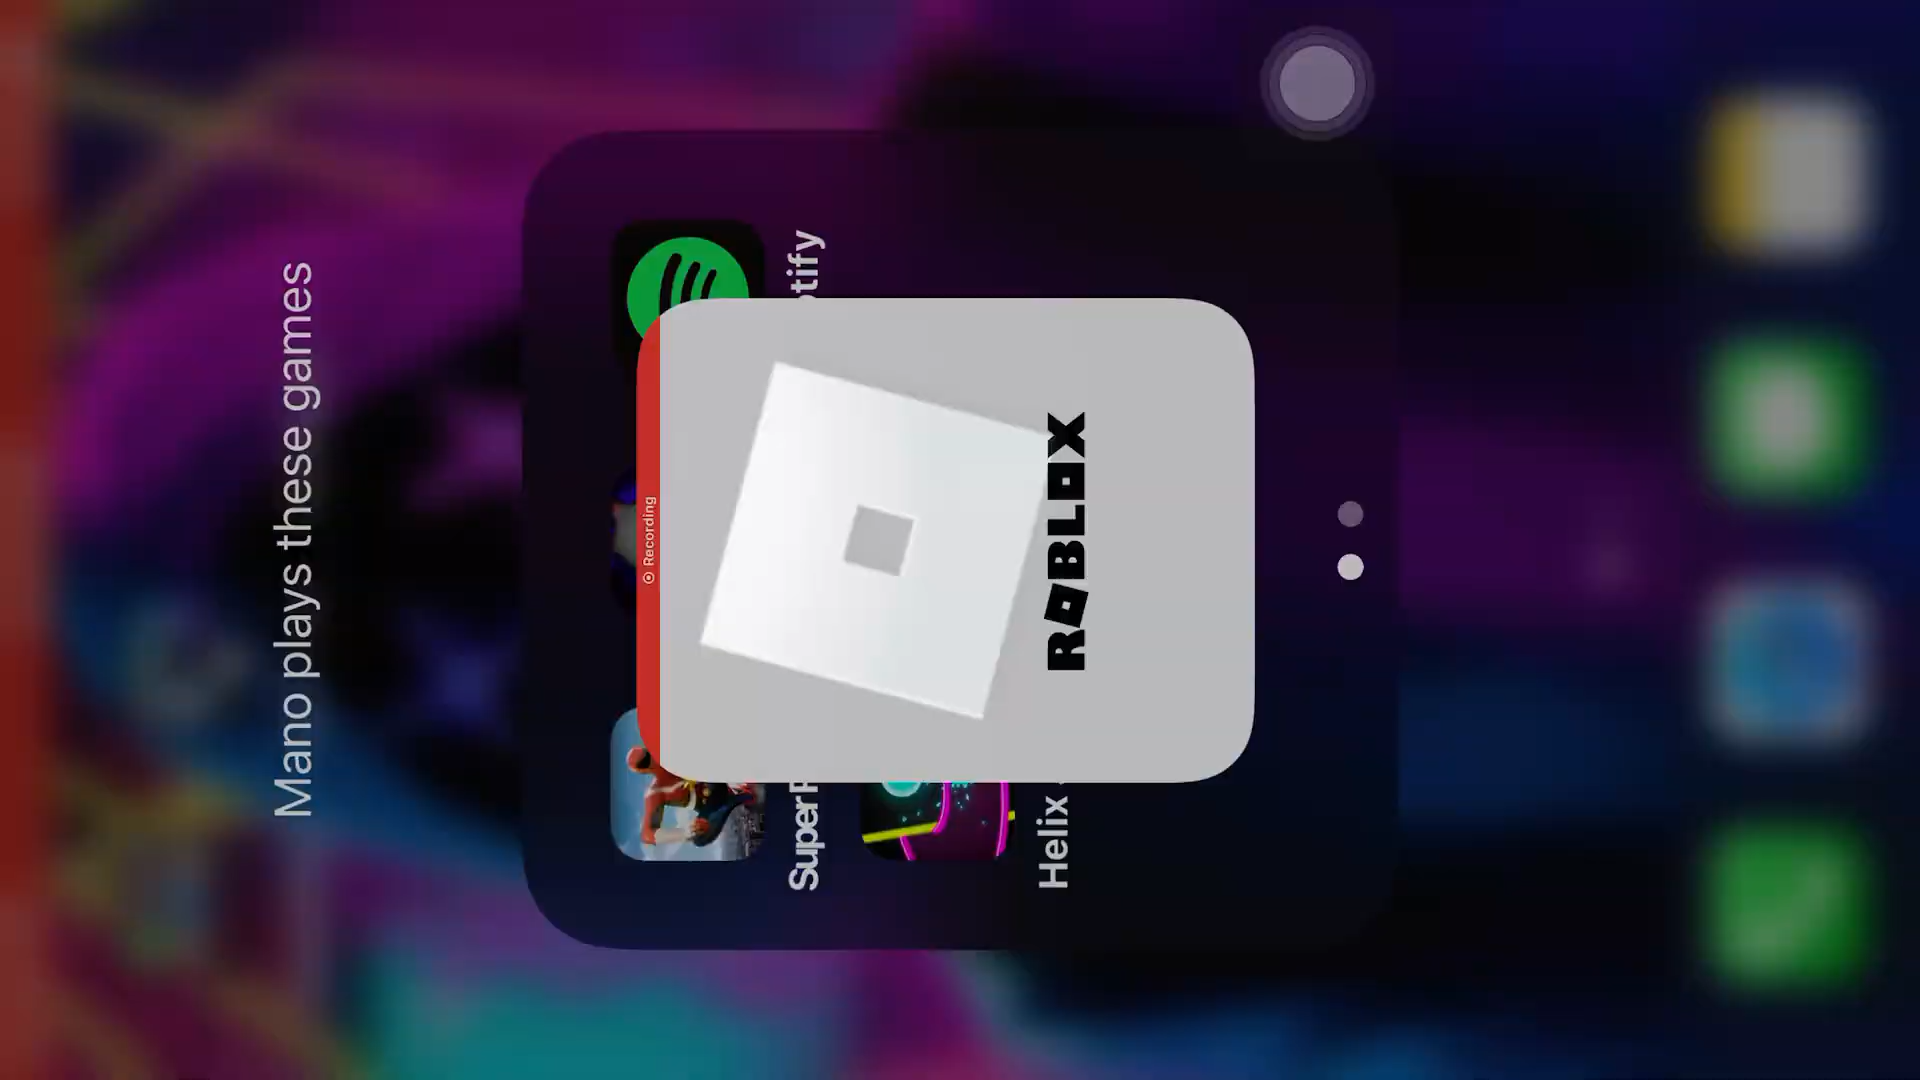 Mano plays these games
tify
Recording
ROBLOX
Super
Helix